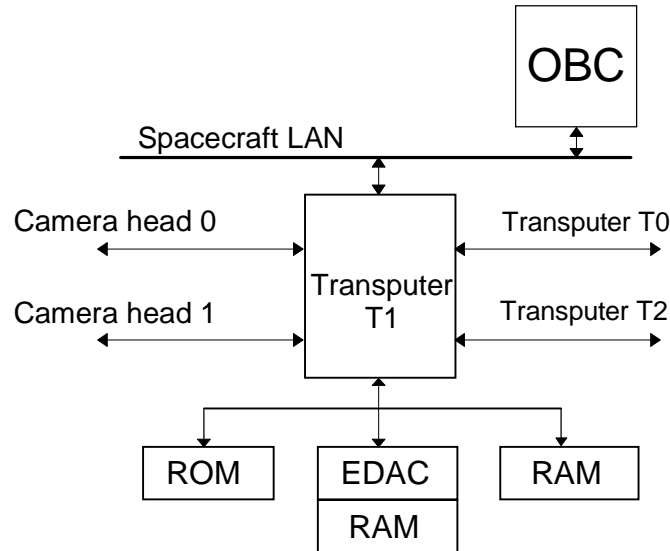 OBC
Spacecraft LAN
Camera head 0
Transputer T0
Transputer
T1
Camera head 1
Transputer T2
ROM
EDAC
RAM
RAM